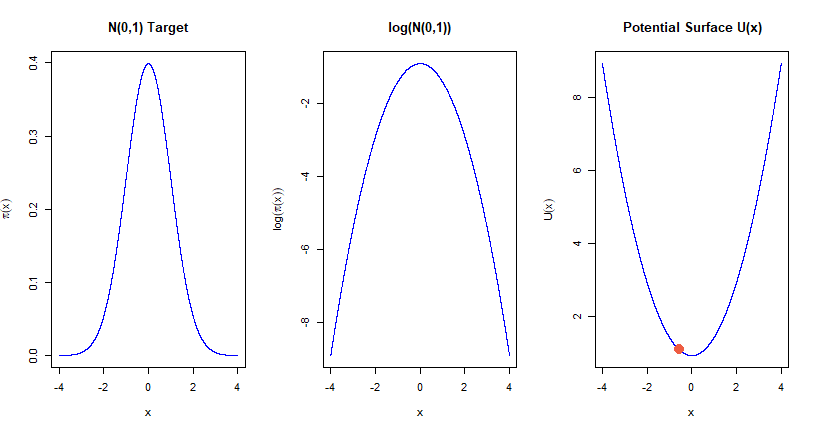 N(0,1) Target
π(x)
0.4
0.3
0.2
0.1
0.0
-4 -2 0 2 4
x
log(N(0,1))
log(π(x))
-2
-4
-6
-8
-4 -2 0 2 4
x
Potential Surface U(x)
U(x)
8
6
4
2
-4 -2 0 2 4
x